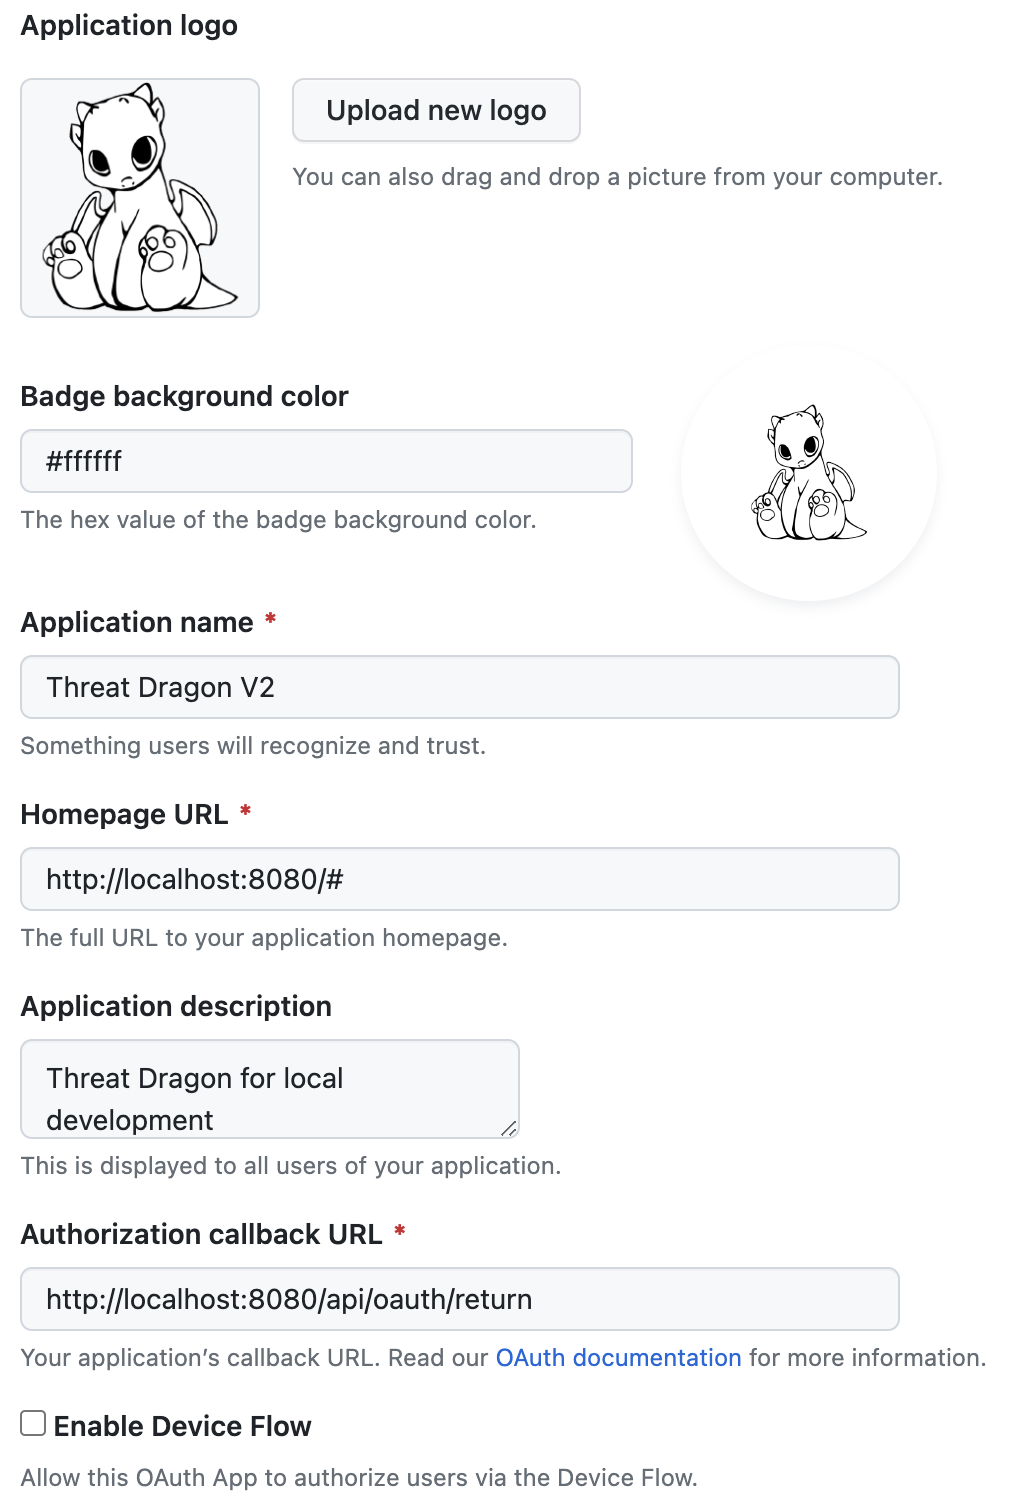 Application logo
Upload new logo
You can also drag and drop a picture from your computer.
Badge background color
#ffffff
The hex value of the badge background color.
Application name *
Threat Dragon V2
Something users will recognize and trust.
Homepage URL *
http://localhost:8080/#
The full URL to your application homepage.
Application description
Threat Dragon for local
development
This is displayed to all users of your application.
Authorization callback URL *
http://localhost:8080/api/oauth/return
Your application’s callback URL. Read our OAuth documentation for more information.
Enable Device Flow
Allow this OAuth App to authorize users via the Device Flow.